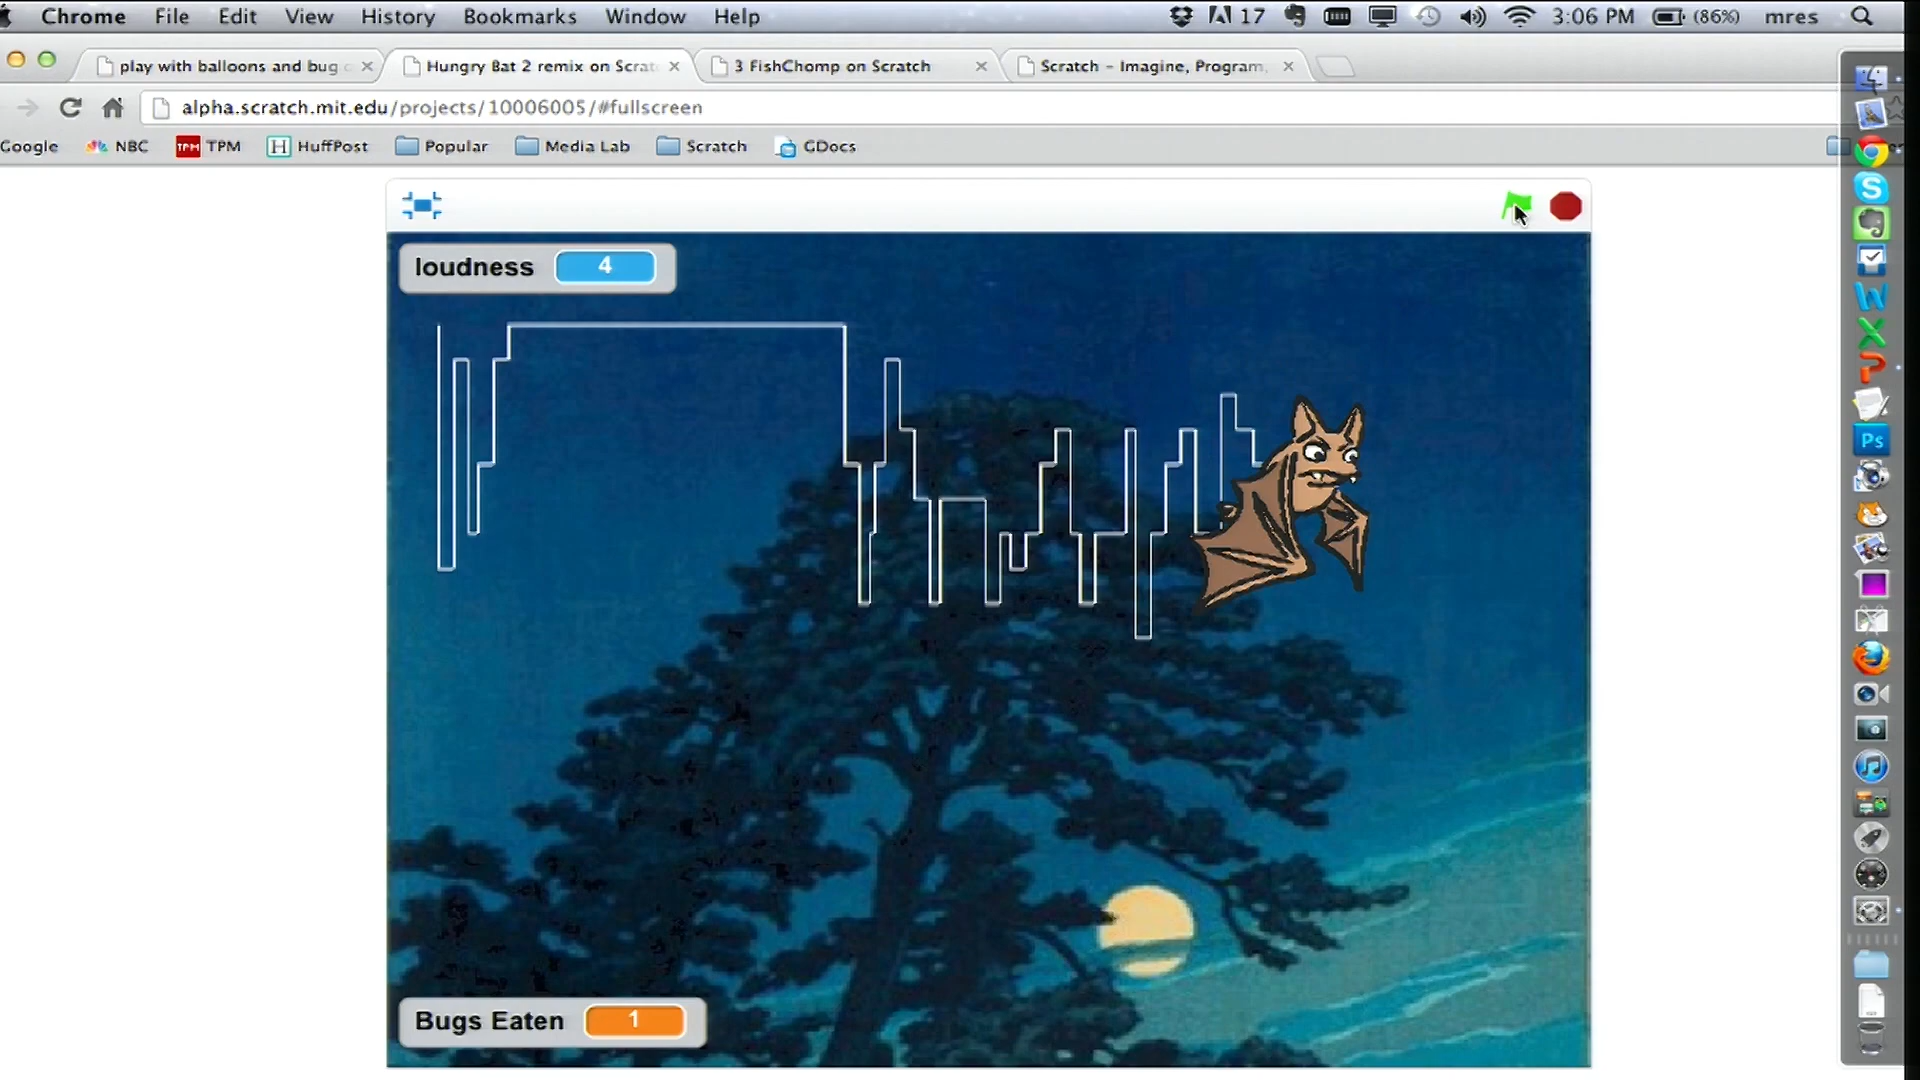 Chrome File Edit View History Bookmarks Window Help 17 3:06 PM (86%) mres
play with balloons and bug Hungry Bat 2 remix on Scrat 3 FishChomp on Scratch Scratch - Imagine, Program,
alpha.scratch.mit.edu/projects/10006005/#fullscreen
Google NBC TPM TPM H HuffPost Popular Media Lab Scratch GDocs
loudness 4
Bugs Eaten 1
S
W
X
P
Ps